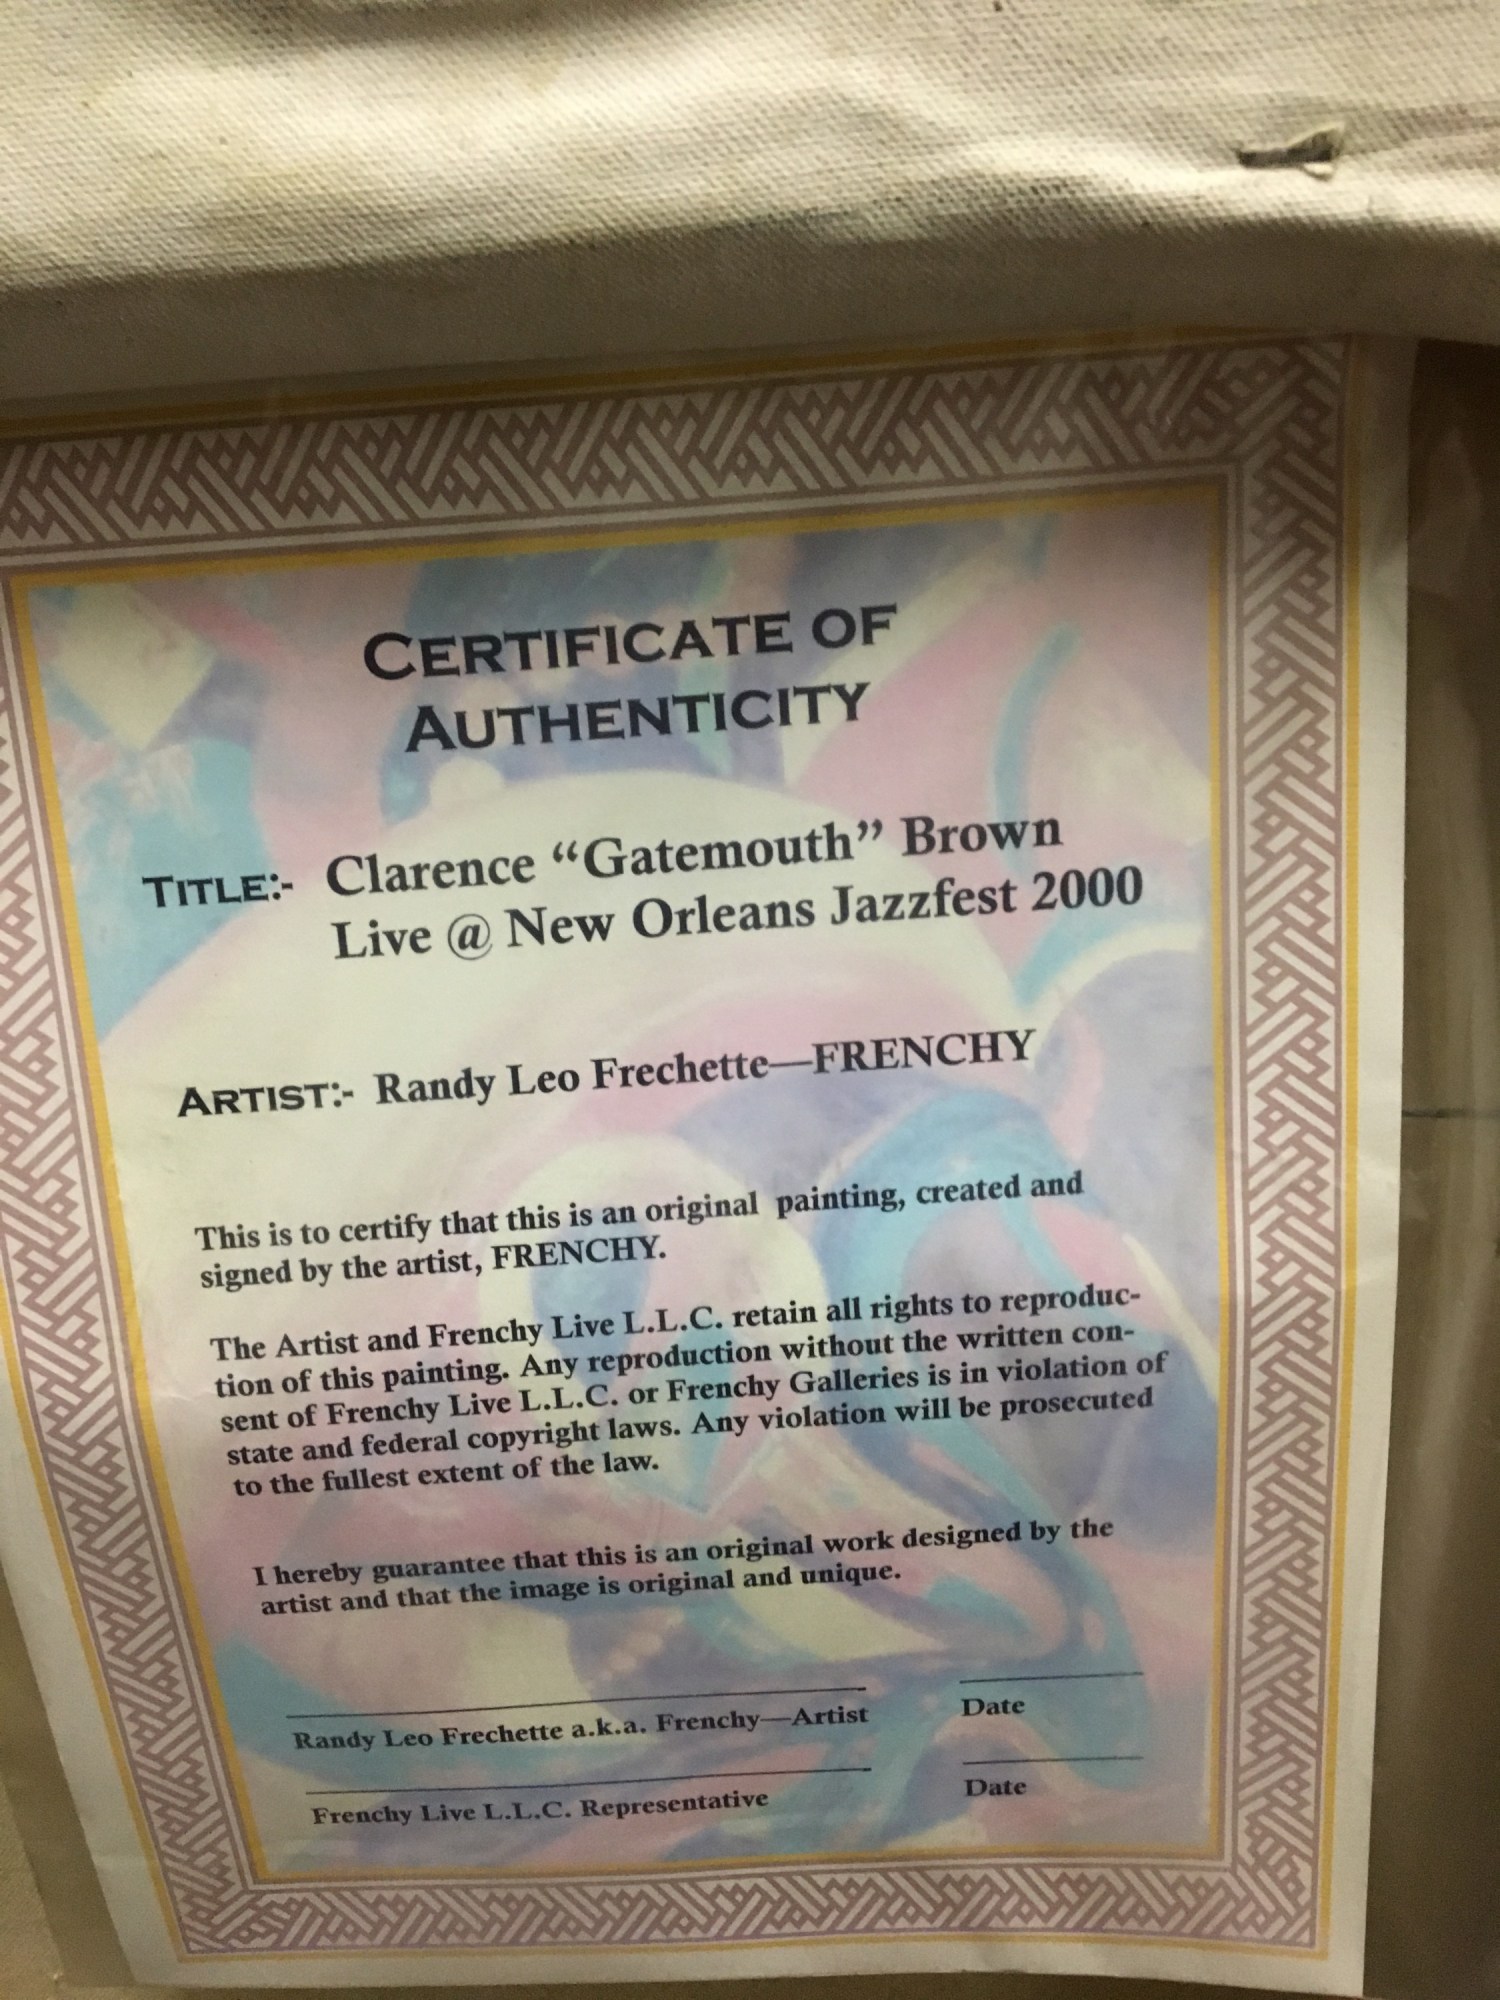 CERTIFICATE OF
AUTHENTICITY
TITLE:- Clarence “Gatemouth” Brown
Live @ New Orleans Jazzfest 2000
ARTIST:- Randy Leo Frechette—FRENCHY
This is to certify that this is an original painting, created and
signed by the artist, FRENCHY.
The Artist and Frenchy Live L.L.C. retain all rights to reproduc-
tion of this painting. Any reproduction without the written con-
sent of Frenchy Live L.L.C. or Frenchy Galleries is in violation of
state and federal copyright laws. Any violation will be prosecuted
to the fullest extent of the law.
I hereby guarantee that this is an original work designed by the
artist and that the image is original and unique.
Randy Leo Frechette a.k.a. Frenchy—Artist Date
Frenchy Live L.L.C. Representative Date